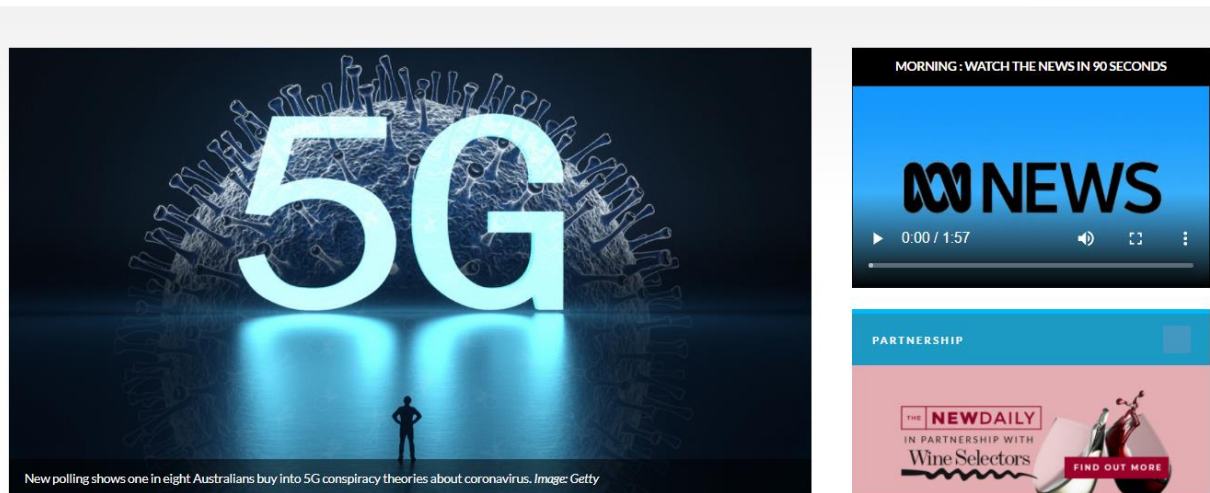 5G
New polling shows one in eight Australians buy into 5G conspiracy theories about coronavirus. Image: Getty
MORNING : WATCH THE NEWS IN 90 SECONDS
NEWS
0:00 / 1:57
PARTNERSHIP
THE NEWDAILY
IN PARTNERSHIP WITH
Wine Selectors
FIND OUT MORE